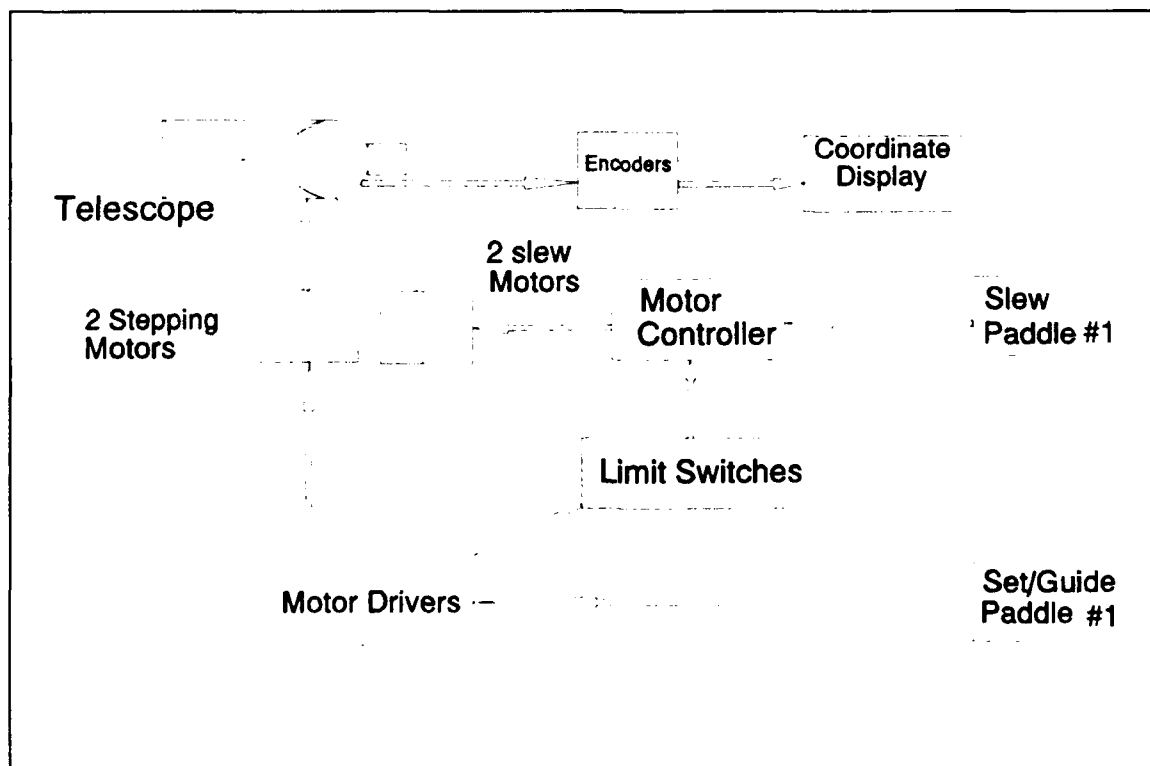 Telescope
Encoders
Coordinate
Display
2 slew
Motors
2 Stepping
Motors
Motor
Controller
Slew
Paddle #1
Limit Switches
Motor Drivers
Set/Guide
Paddle #1